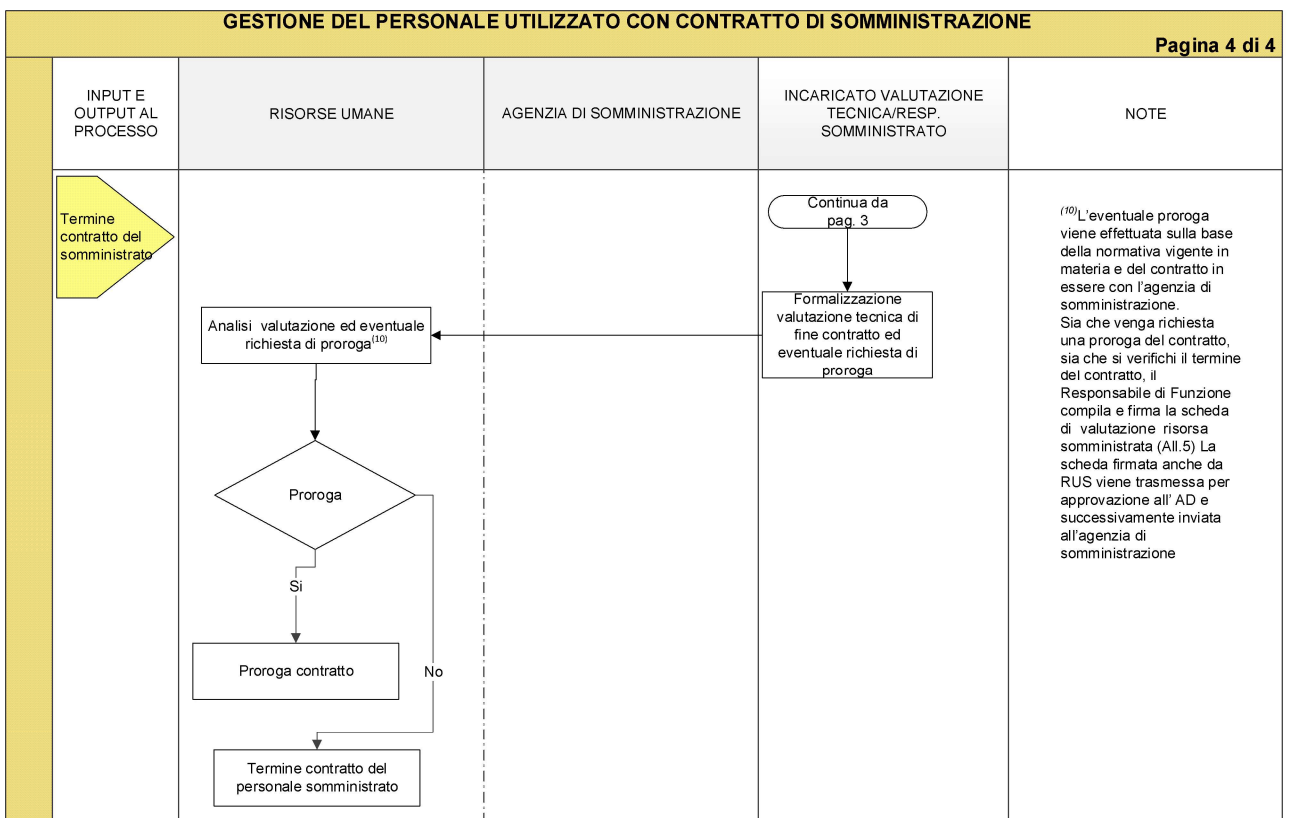 GESTIONE DEL PERSONALE UTILIZZATO CON CONTRATTO DI SOMMINISTRAZIONE
Pagina 4 di 4
INPUT E
OUTPUT AL
PROCESSO
RISORSE UMANE
AGENZIA DI SOMMINISTRAZIONE
INCARICATO VALUTAZIONE
TECNICA/RESP.
SOMMINISTRATO
NOTE
Termine
contratto del
somministrato
Continua da
pag. 3
Formalizzazione
valutazione tecnica di
fine contratto ed
eventuale richiesta di
proroga
Analisi valutazione ed eventuale
richiesta di proroga(10)
Proroga
Si
No
Proroga contratto
Termine contratto del
personale somministrato
(10)L'eventuale proroga
viene effettuata sulla base
della normativa vigente in
materia e del contratto in
essere con l'agenzia di
somministrazione.
Sia che venga richiesta
una proroga del contratto,
sia che si verifichi il termine
del contratto, il
Responsabile di Funzione
compila e firma la scheda
di valutazione risorsa
somministrata (All.5) La
scheda firmata anche da
RUS viene trasmessa per
approvazione all' AD e
successivamente inviata
all'agenzia di
somministrazione